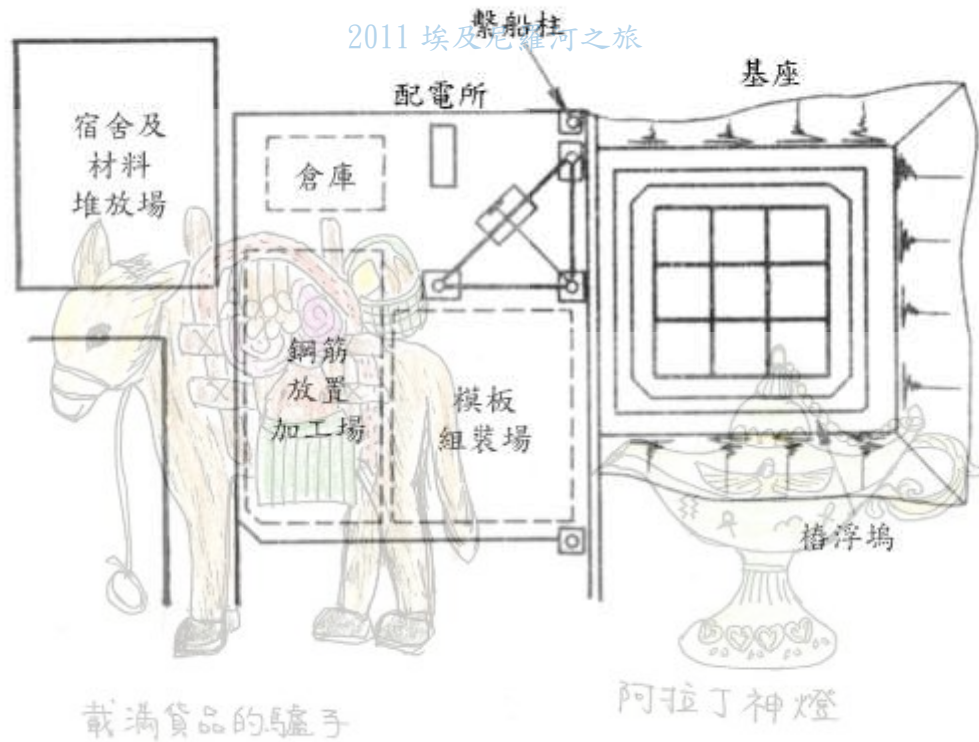 繫船柱
2011 埃及尼羅河之旅
基座
配電所
宿舍及
材料
堆放場
倉庫
鋼筋
放置
加工場
模板
組裝場
樁浮塢
載滿貨品的驢子
阿拉丁神燈